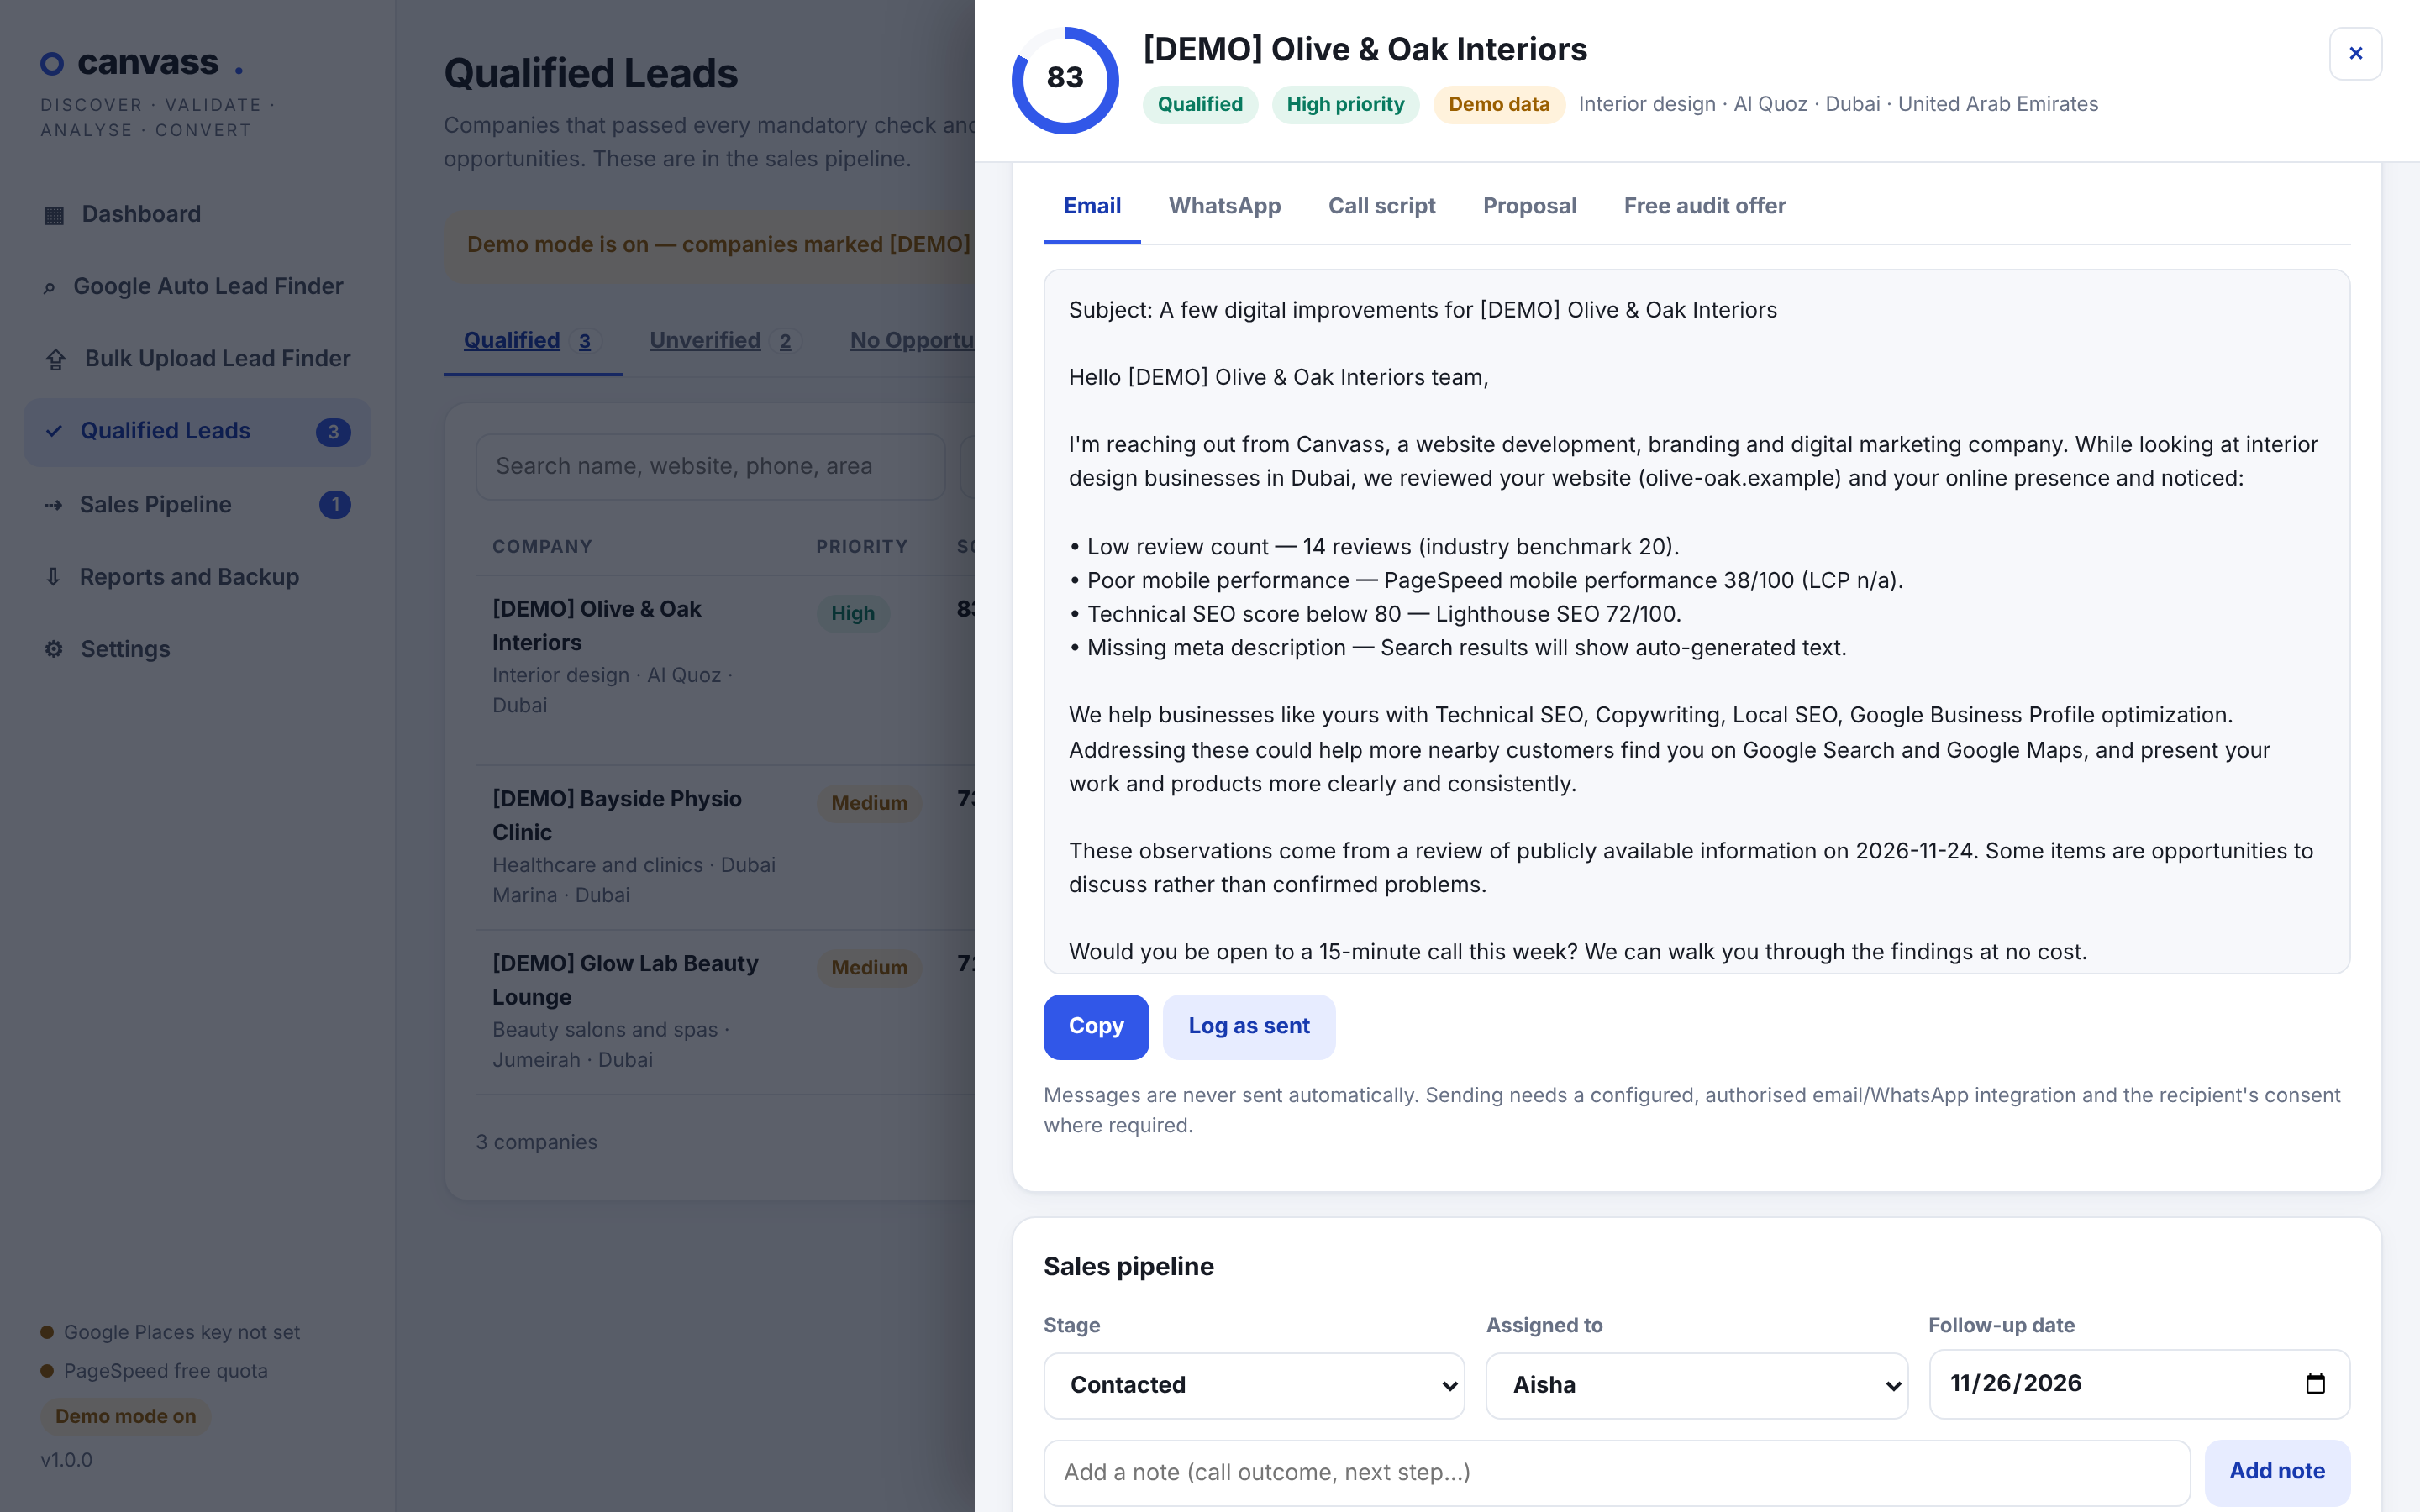 canvass .
DISCOVER · VALIDATE ·
ANALYSE · CONVERT
Dashboard
Google Auto Lead Finder
Bulk Upload Lead Finder
Qualified Leads 3
Sales Pipeline 1
Reports and Backup
Settings
Google Places key not set
PageSpeed free quota
Demo mode on
v1.0.0
Qualified Leads
Companies that passed every mandatory check and
opportunities. These are in the sales pipeline.
Demo mode is on — companies marked [DEMO]
Qualified 3 Unverified 2 No Opportu
Search name, website, phone, area
COMPANY PRIORITY
[DEMO] Olive & Oak
Interiors
High
Interior design · Al Quoz ·
Dubai
[DEMO] Bayside Physio
Clinic
Medium
Healthcare and clinics · Dubai
Marina · Dubai
[DEMO] Glow Lab Beauty
Lounge
Medium
Beauty salons and spas ·
Jumeirah · Dubai
3 companies
83
[DEMO] Olive & Oak Interiors
Qualified High priority Demo data Interior design · Al Quoz · Dubai · United Arab Emirates
×
Email WhatsApp Call script Proposal Free audit offer
Subject: A few digital improvements for [DEMO] Olive & Oak Interiors
Hello [DEMO] Olive & Oak Interiors team,
I'm reaching out from Canvass, a website development, branding and digital marketing company. While looking at interior
design businesses in Dubai, we reviewed your website (olive-oak.example) and your online presence and noticed:
• Low review count — 14 reviews (industry benchmark 20).
• Poor mobile performance — PageSpeed mobile performance 38/100 (LCP n/a).
• Technical SEO score below 80 — Lighthouse SEO 72/100.
• Missing meta description — Search results will show auto-generated text.
We help businesses like yours with Technical SEO, Copywriting, Local SEO, Google Business Profile optimization.
Addressing these could help more nearby customers find you on Google Search and Google Maps, and present your
work and products more clearly and consistently.
These observations come from a review of publicly available information on 2026-11-24. Some items are opportunities to
discuss rather than confirmed problems.
Would you be open to a 15-minute call this week? We can walk you through the findings at no cost.
Copy Log as sent
Messages are never sent automatically. Sending needs a configured, authorised email/WhatsApp integration and the recipient's consent
where required.
Sales pipeline
Stage Assigned to Follow-up date
Contacted Aisha 11/26/2026
Add a note (call outcome, next step...) Add note